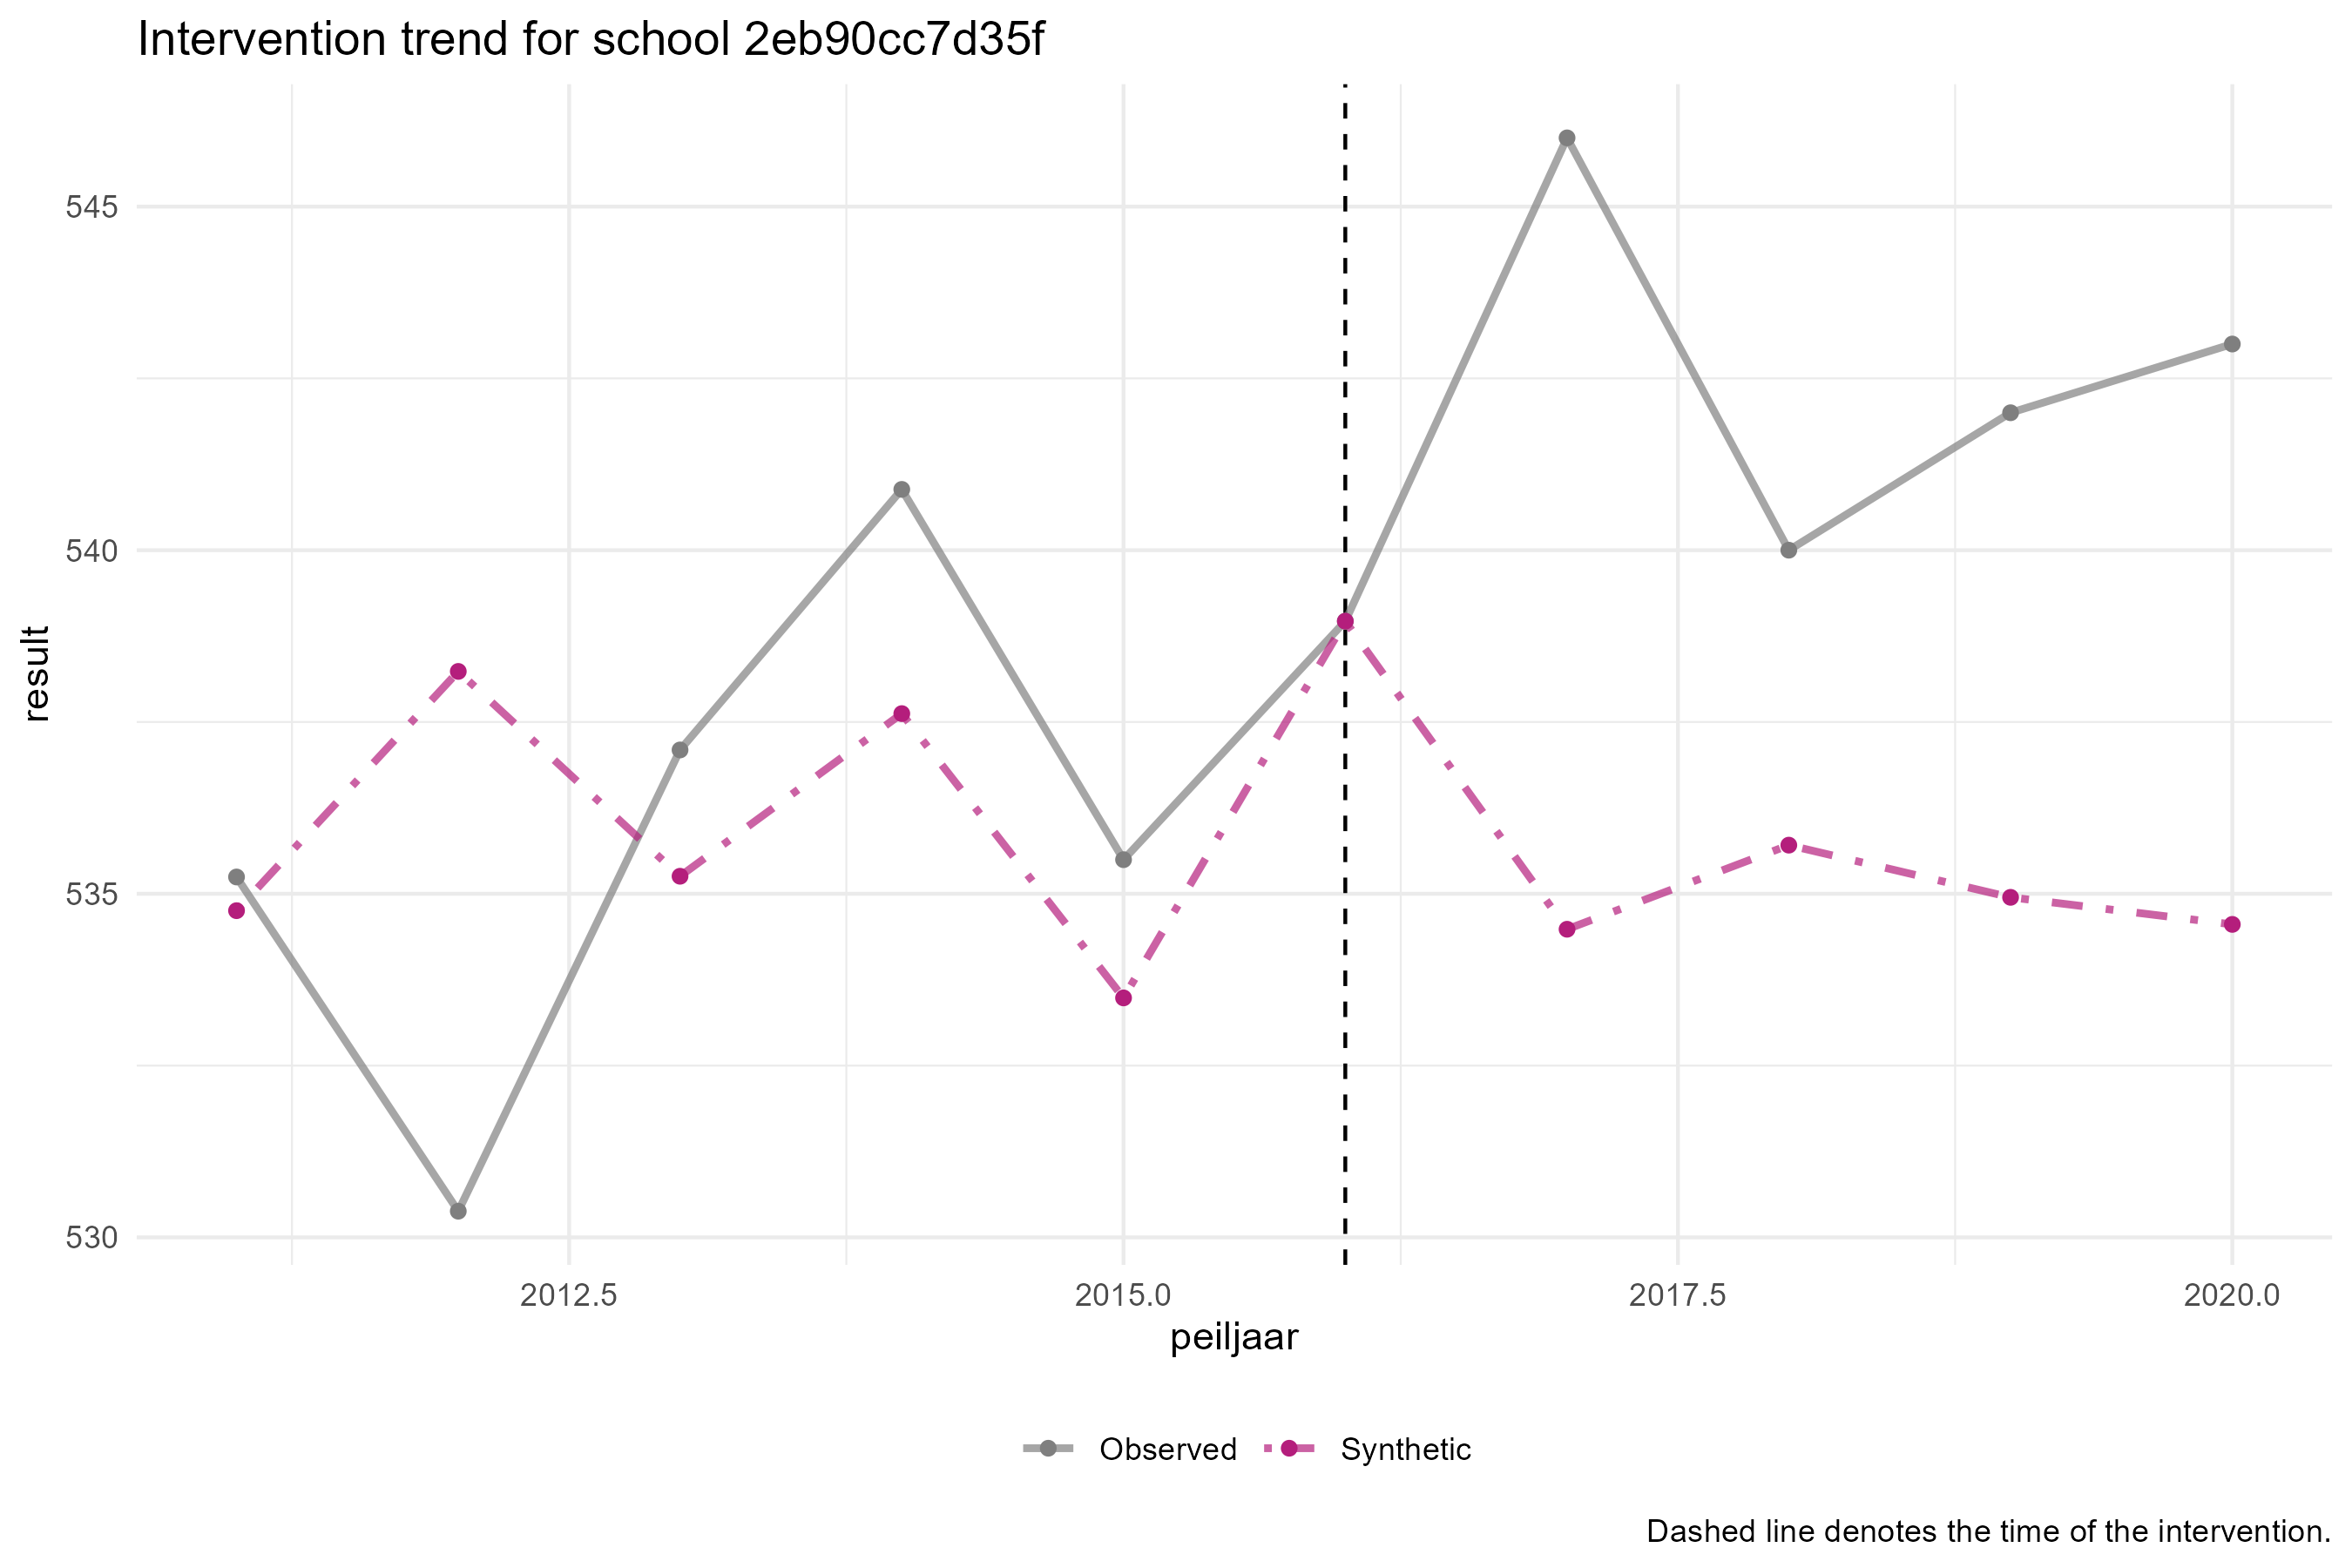 Intervention trend for school 2eb90cc7d35f
545
540
535
530
result
2012.5
2015.0
2017.5
2020.0
peiljaar
Observed
Synthetic
Dashed line denotes the time of the intervention.